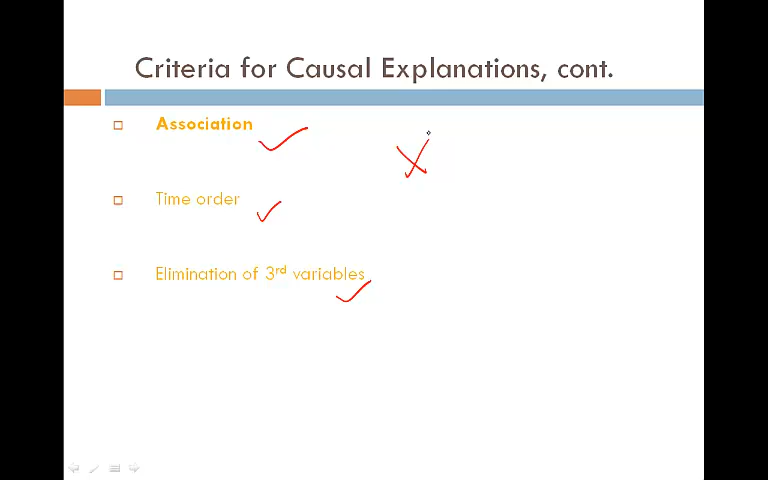 Criteria for Causal Explanations, cont.
Association
X
Time order
Elimination of 3rd variables